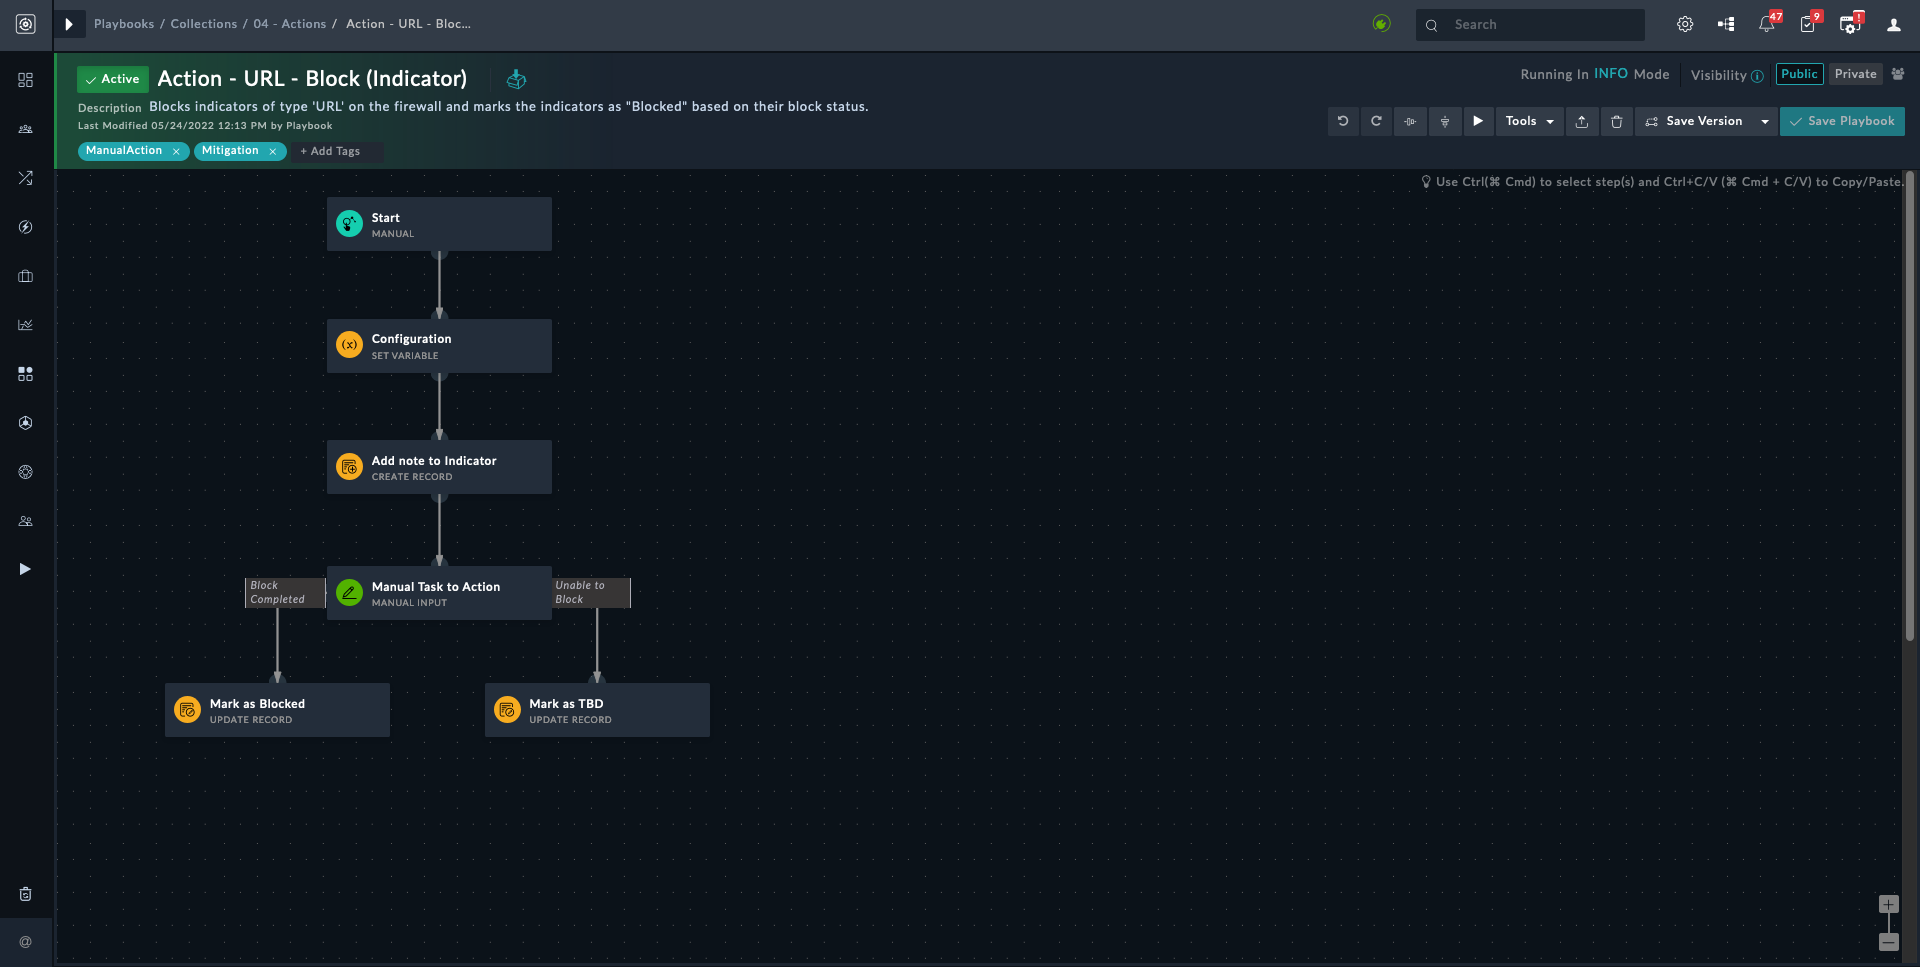 Playbooks / Collections / 04 - Actions / Action - URL - Bloc...
Search
47
9
!
Active
Action - URL - Block (Indicator)
Running In INFO Mode
Visibility
Public
Private
Description Blocks indicators of type 'URL' on the firewall and marks the indicators as "Blocked" based on their block status.
Last Modified 05/24/2022 12:13 PM by Playbook
Tools
Save Version
Save Playbook
ManualAction ×
Mitigation ×
+ Add Tags
Use Ctrl(⌘ Cmd) to select step(s) and Ctrl+C/V (⌘ Cmd + C/V) to Copy/Paste.
Start
MANUAL
(x)
Configuration
SET VARIABLE
Add note to Indicator
CREATE RECORD
Block
Completed
Manual Task to Action
MANUAL INPUT
Unable to
Block
Mark as Blocked
UPDATE RECORD
Mark as TBD
UPDATE RECORD
+
@
−